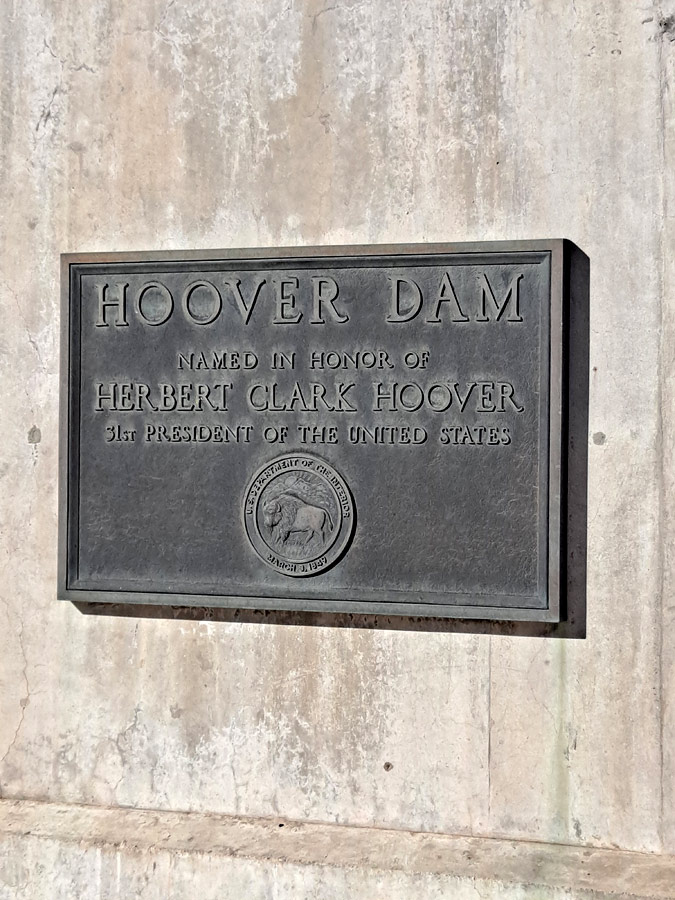 HOOVER DAM
NAMED IN HONOR OF
HERBERT CLARK HOOVER
31ST PRESIDENT OF THE UNITED STATES
U.S. DEPARTMENT OF THE INTERIOR
MARCH 3, 1849